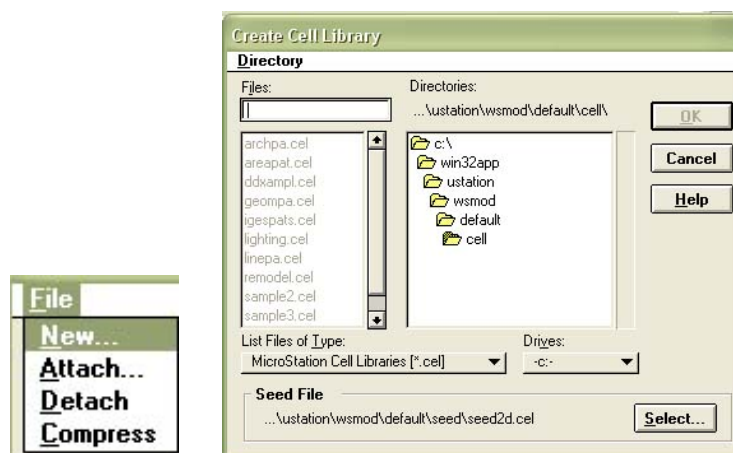 File
New...
Attach...
Detach
Compress
Create Cell Library
Directory
Files:
archpa.cel
areapat.cel
ddxampl.cel
geompa.cel
igespats.cel
lighting.cel
linepa.cel
remodel.cel
sample2.cel
sample3.cel
Directories:
...\ustation\wsmod\default\cell\
c:\
win32app
ustation
wsmod
default
cell
OK
Cancel
Help
List Files of Type:
MicroStation Cell Libraries [*.cel]
Drives:
-c:-
Seed File
...\ustation\wsmod\default\seed\seed2d.cel
Select...